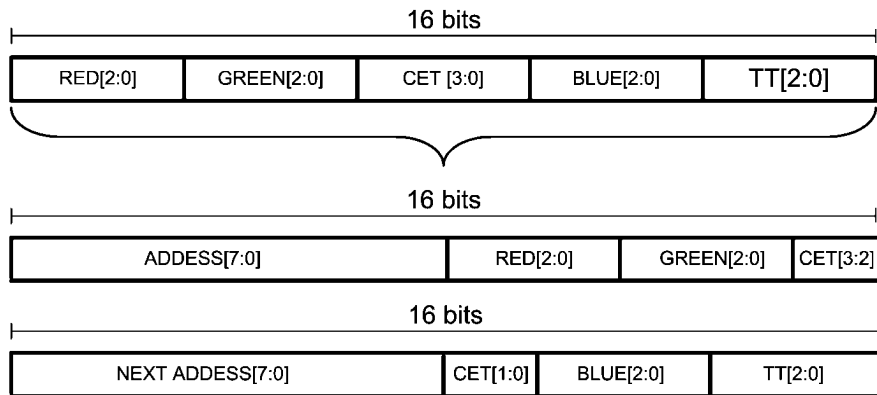 16 bits
RED[2:0] GREEN[2:0] CET [3:0] BLUE[2:0] TT[2:0]
16 bits
ADDESS[7:0] RED[2:0] GREEN[2:0] CET[3:2]
16 bits
NEXT ADDESS[7:0] CET[1:0] BLUE[2:0] TT[2:0]